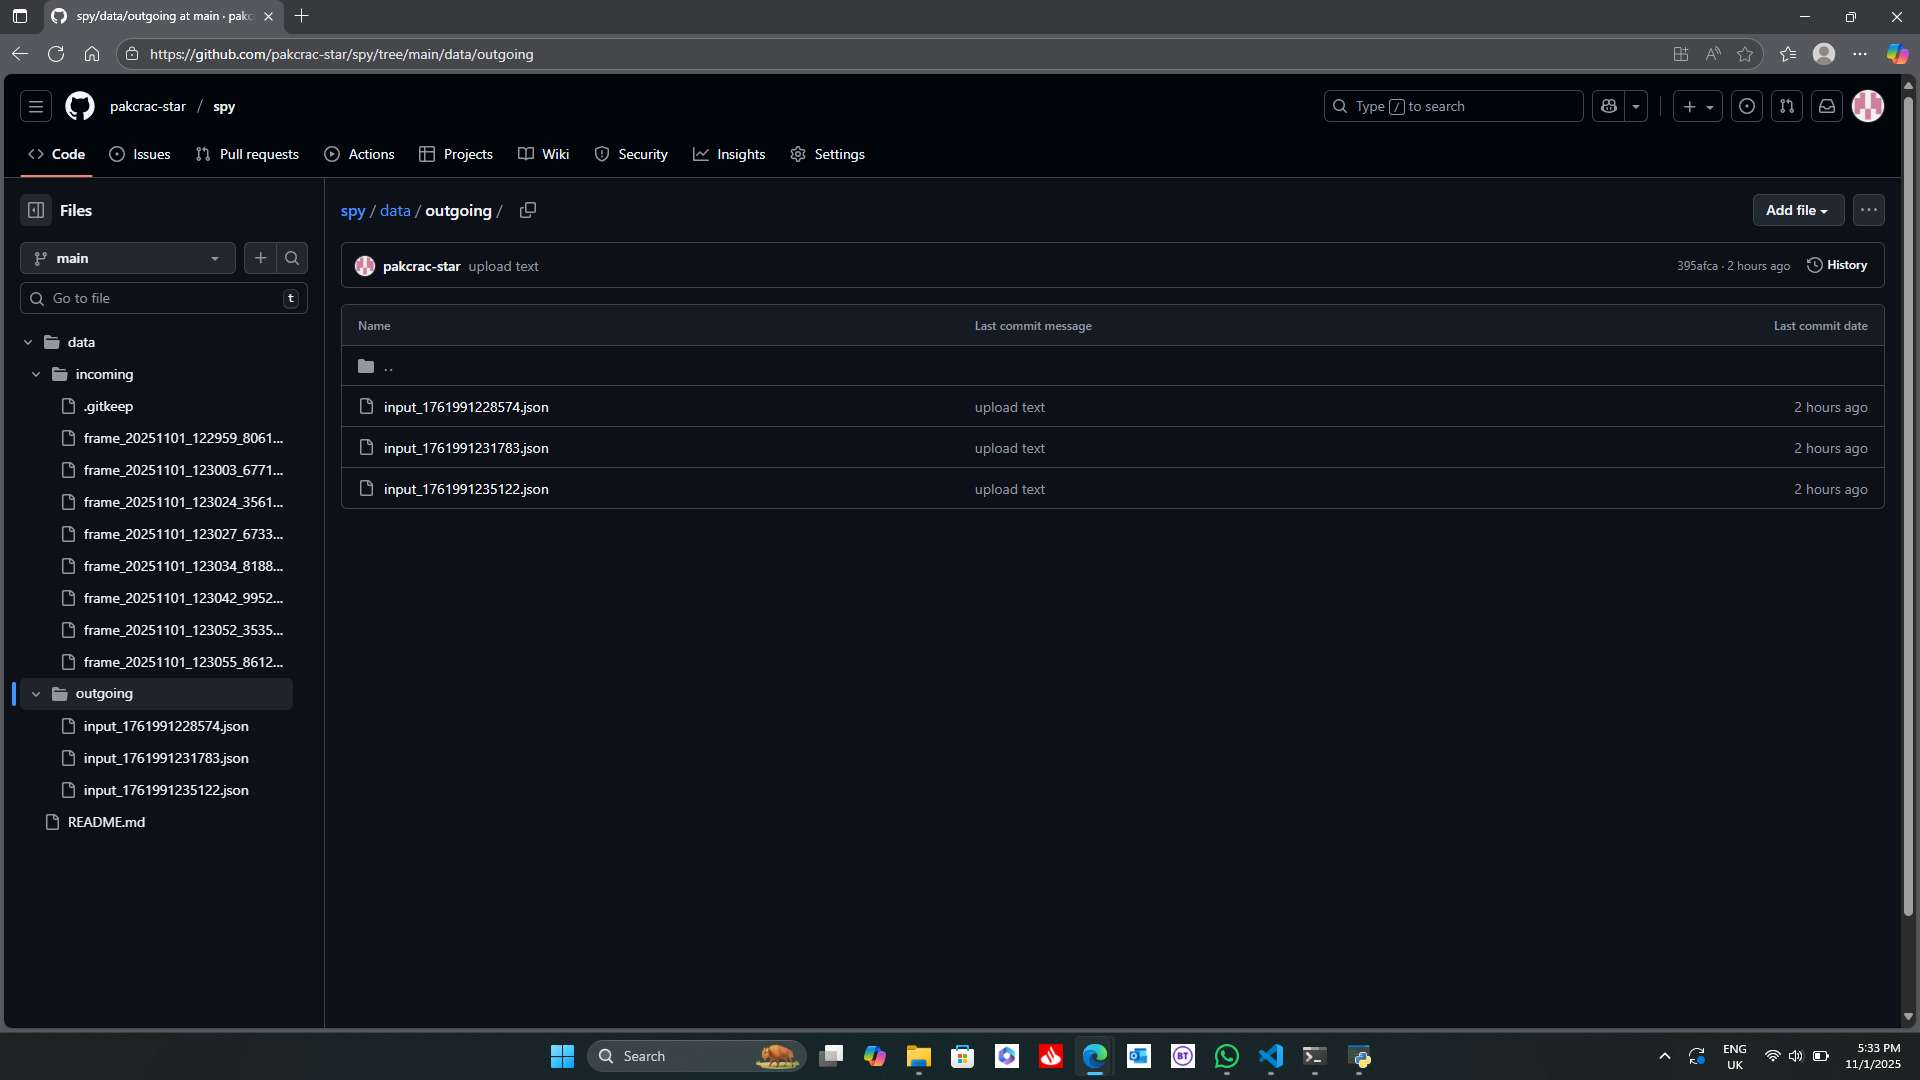 spy/data/outgoing at main · pakc
https://github.com/pakcrac-star/spy/tree/main/data/outgoing
pakcrac-star / spy
Type / to search
Code
Issues
Pull requests
Actions
Projects
Wiki
Security
Insights
Settings
Files
main
Go to file
t
data
incoming
.gitkeep
frame_20251101_122959_8061...
frame_20251101_123003_6771...
frame_20251101_123024_3561...
frame_20251101_123027_6733...
frame_20251101_123034_8188...
frame_20251101_123042_9952...
frame_20251101_123052_3535...
frame_20251101_123055_8612...
outgoing
input_1761991228574.json
input_1761991231783.json
input_1761991235122.json
README.md
spy / data / outgoing /
Add file
pakcrac-star upload text
395afca · 2 hours ago
History
Name Last commit message Last commit date
..
input_1761991228574.json upload text 2 hours ago
input_1761991231783.json upload text 2 hours ago
input_1761991235122.json upload text 2 hours ago
Search
BT
ENG
UK
5:33 PM
11/1/2025